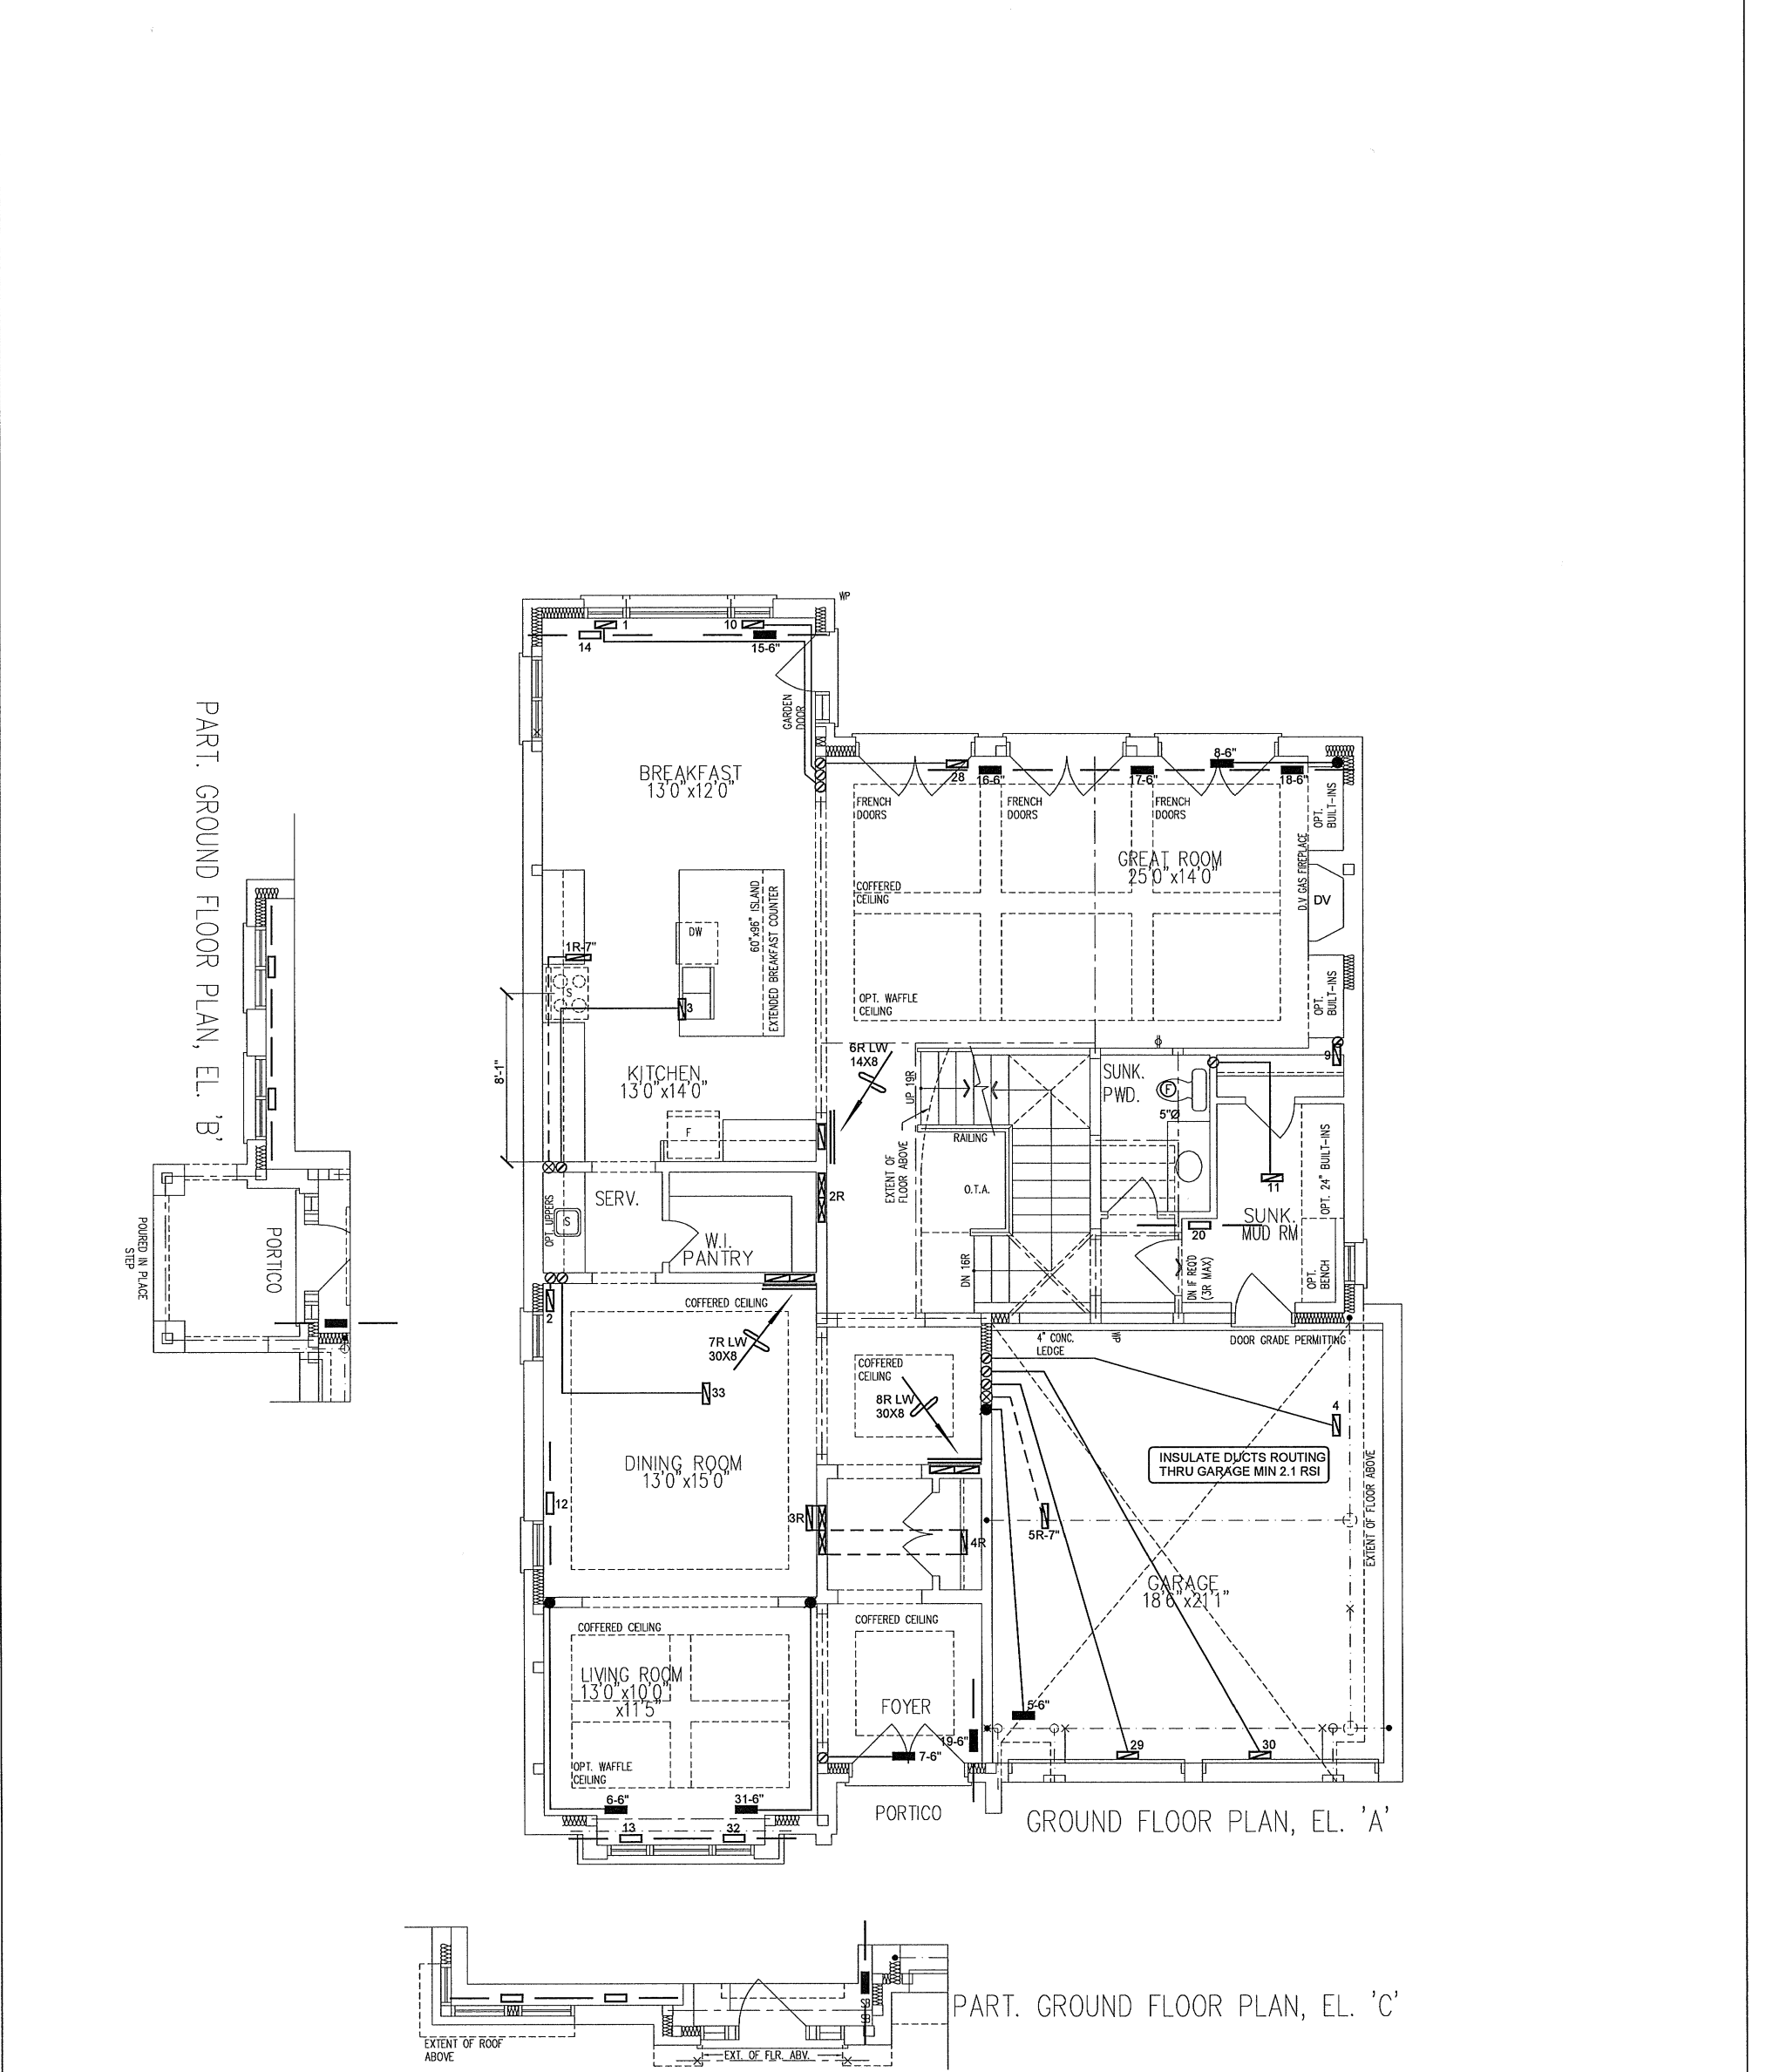 WP
1
10
14
15-6"
GARDEN
DOOR
PART. GROUND FLOOR PLAN, EL. 'B'
BREAKFAST
13'0"x12'0"
28
16-6"
17-6"
8-6"
18-6"
FRENCH
DOORS
FRENCH
DOORS
FRENCH
DOORS
OPT.
BUILT-INS
GREAT ROOM
25'0"x14'0"
D.V GAS FIREPLACE
DV
COFFERED
CEILING
60"x96" ISLAND
EXTENDED BREAKFAST COUNTER
DW
1R-7"
S
3
OPT. WAFFLE
CEILING
OPT.
BUILT-INS
8'-1"
6R LW
14X8
9
KITCHEN
13'0"x14'0"
UP 19R
SUNK.
PWD.
F
5"Ø
F
RAILING
EXTENT OF
FLOOR ABOVE
OPT. 24" BUILT-INS
O.T.A.
11
SERV.
2R
OPT. UPPERS
S
W.I.
PANTRY
SUNK.
MUD RM
20
PORTICO
POURED IN PLACE
STEP
DN 16R
DN IF REQ'D
(3R MAX)
OPT.
BENCH
2
COFFERED CEILING
7R LW
30X8
4" CONC.
LEDGE
WP
DOOR GRADE PERMITTING
COFFERED
CEILING
33
8R LW
30X8
4
DINING ROOM
13'0"x15'0"
INSULATE DUCTS ROUTING
THRU GARAGE MIN 2.1 RSI
EXTENT OF FLOOR ABOVE
12
3R
4R
5R-7"
GARAGE
18'6"x21'1"
COFFERED CEILING
COFFERED CEILING
LIVING ROOM
13'0"x10'0"
x11'5"
FOYER
5-6"
19-6"
7-6"
29
30
OPT. WAFFLE
CEILING
6-6"
31-6"
13
32
PORTICO
GROUND FLOOR PLAN, EL. 'A'
PART. GROUND FLOOR PLAN, EL. 'C'
EXTENT OF ROOF
ABOVE
EXT. OF FLR. ABV.